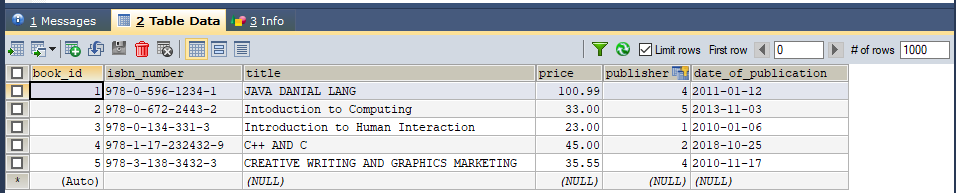 1 Messages 2 Table Data 3 Info
Limit rows First row 0 # of rows 1000
book_id isbn_number title price publisher date_of_publication
1 978-0-596-1234-1 JAVA DANIAL LANG 100.99 4 2011-01-12
2 978-0-672-2443-2 Intoduction to Computing 33.00 5 2013-11-03
3 978-0-134-331-3 Introduction to Human Interaction 23.00 1 2010-01-06
4 978-1-17-232432-9 C++ AND C 45.00 2 2018-10-25
5 978-3-138-3432-3 CREATIVE WRITING AND GRAPHICS MARKETING 35.55 4 2010-11-17
* (Auto) (NULL) (NULL) (NULL) (NULL)